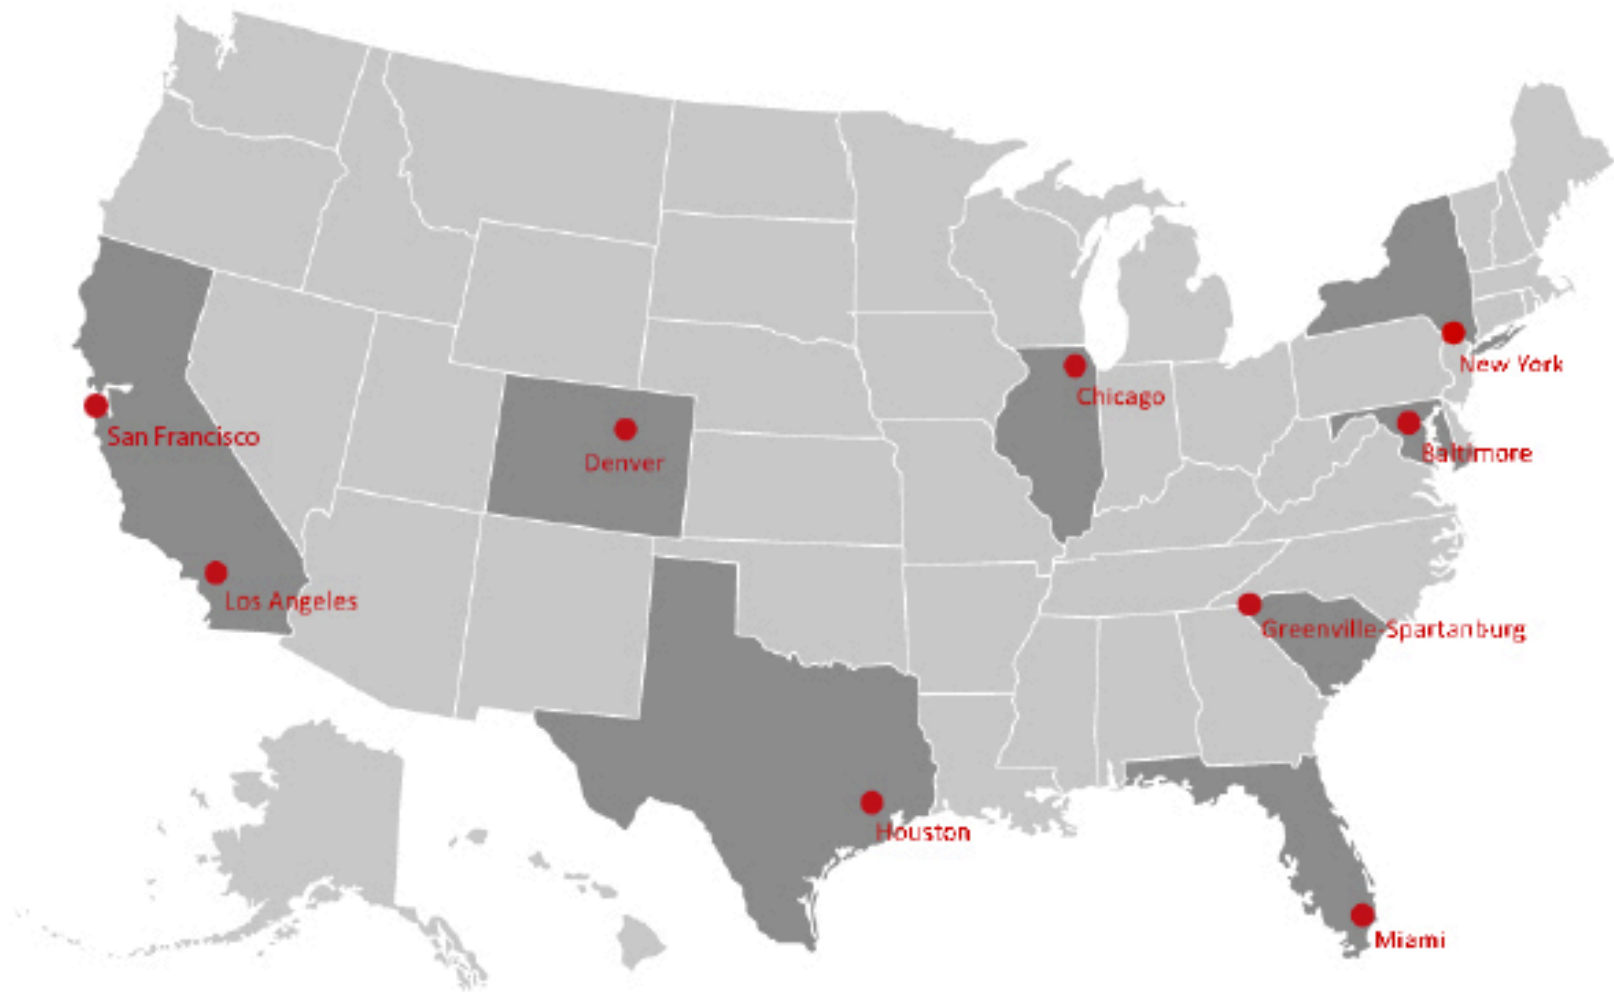 New York
Chicago
San Francisco
Baltimore
Denver
Los Angeles
Greenville-Spartanburg
Houston
Miami